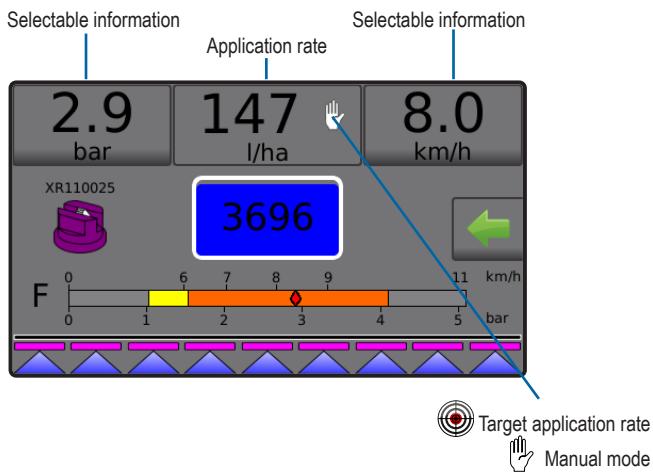 Selectable information
Selectable information
Application rate
2.9
bar
147
l/ha
8.0
km/h
XR110025
3696
0 6 7 8 9 11 km/h
F
0 1 2 3 4 5 bar
Target application rate
Manual mode